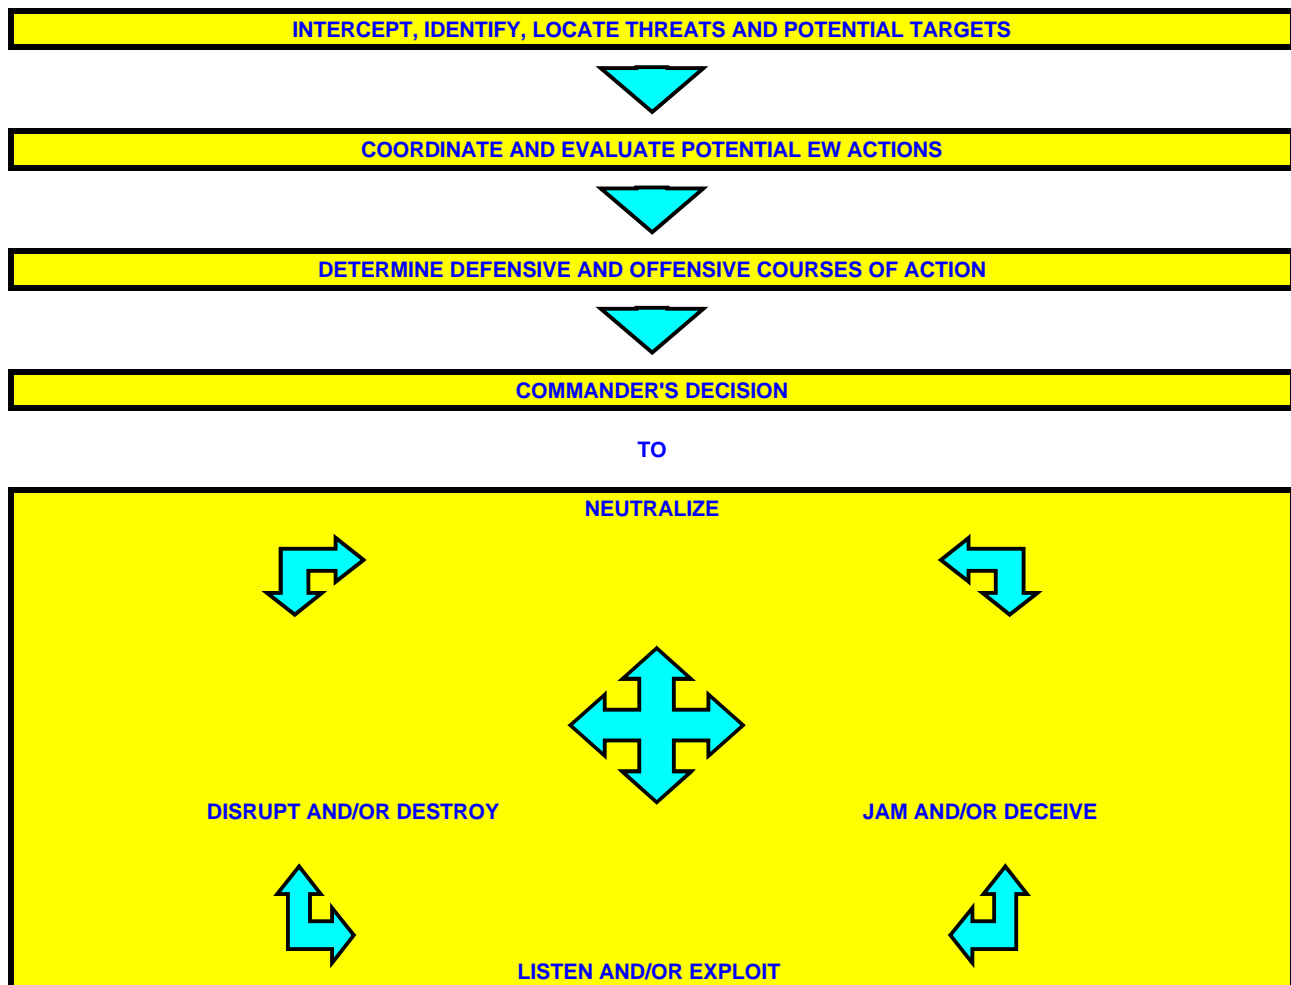 INTERCEPT, IDENTIFY, LOCATE THREATS AND POTENTIAL TARGETS
COORDINATE AND EVALUATE POTENTIAL EW ACTIONS
DETERMINE DEFENSIVE AND OFFENSIVE COURSES OF ACTION
COMMANDER'S DECISION
TO
NEUTRALIZE
DISRUPT AND/OR DESTROY
JAM AND/OR DECEIVE
LISTEN AND/OR EXPLOIT